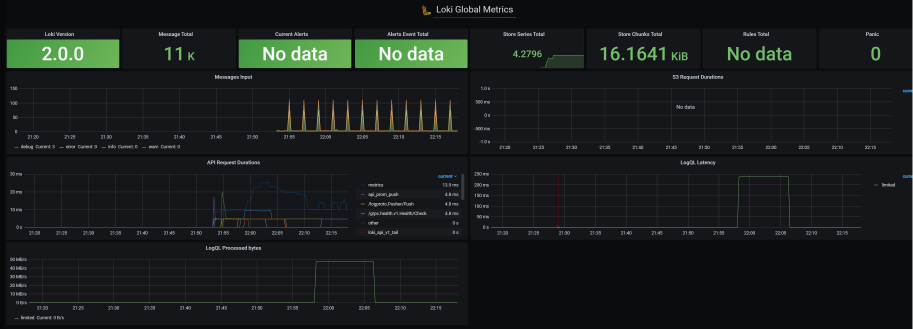 Loki Global Metrics
Loki Version
Message Total
Current Alerts
Alerts Event Total
Store Series Total
Store Chunks Total
Rules Total
Panic
2.0.0
11 K
No data
No data
4.2796
16.1641 KiB
No data
0
Messages Input
150
100
50
0
21:20 21:25 21:30 21:35 21:40 21:45 21:50 21:55 22:00 22:05 22:10 22:15
debug Current: 3 error Current: 0 info Current: 0 warn Current: 0
S3 Request Durations
1.0 s
500 ms
0 s
-500 ms
-1.0 s
No data
21:20 21:25 21:30 21:35 21:40 21:45 21:50 21:55 22:00 22:05 22:10 22:15
API Request Durations
30 ms
20 ms
10 ms
0 s
21:20 21:25 21:30 21:35 21:40 21:45 21:50 21:55 22:00 22:05 22:10 22:15
current
metrics 13.9 ms
api_prom_push 4.8 ms
/logproto.Pusher/Push 4.8 ms
/grpc.health.v1.Health/Check 4.8 ms
other 0 s
loki_api_v1_tail 0 s
LogQL Latency
250 ms
200 ms
150 ms
100 ms
50 ms
0 s
21:25 21:30 21:35 21:40 21:45 21:50 21:55 22:00 22:05 22:10 22:15
limited
LogQL Processed bytes
50 MB/s
40 MB/s
30 MB/s
20 MB/s
10 MB/s
0 B/s
21:20 21:25 21:30 21:35 21:40 21:45 21:50 21:55 22:00 22:05 22:10 22:15
limited Current: 0 B/s